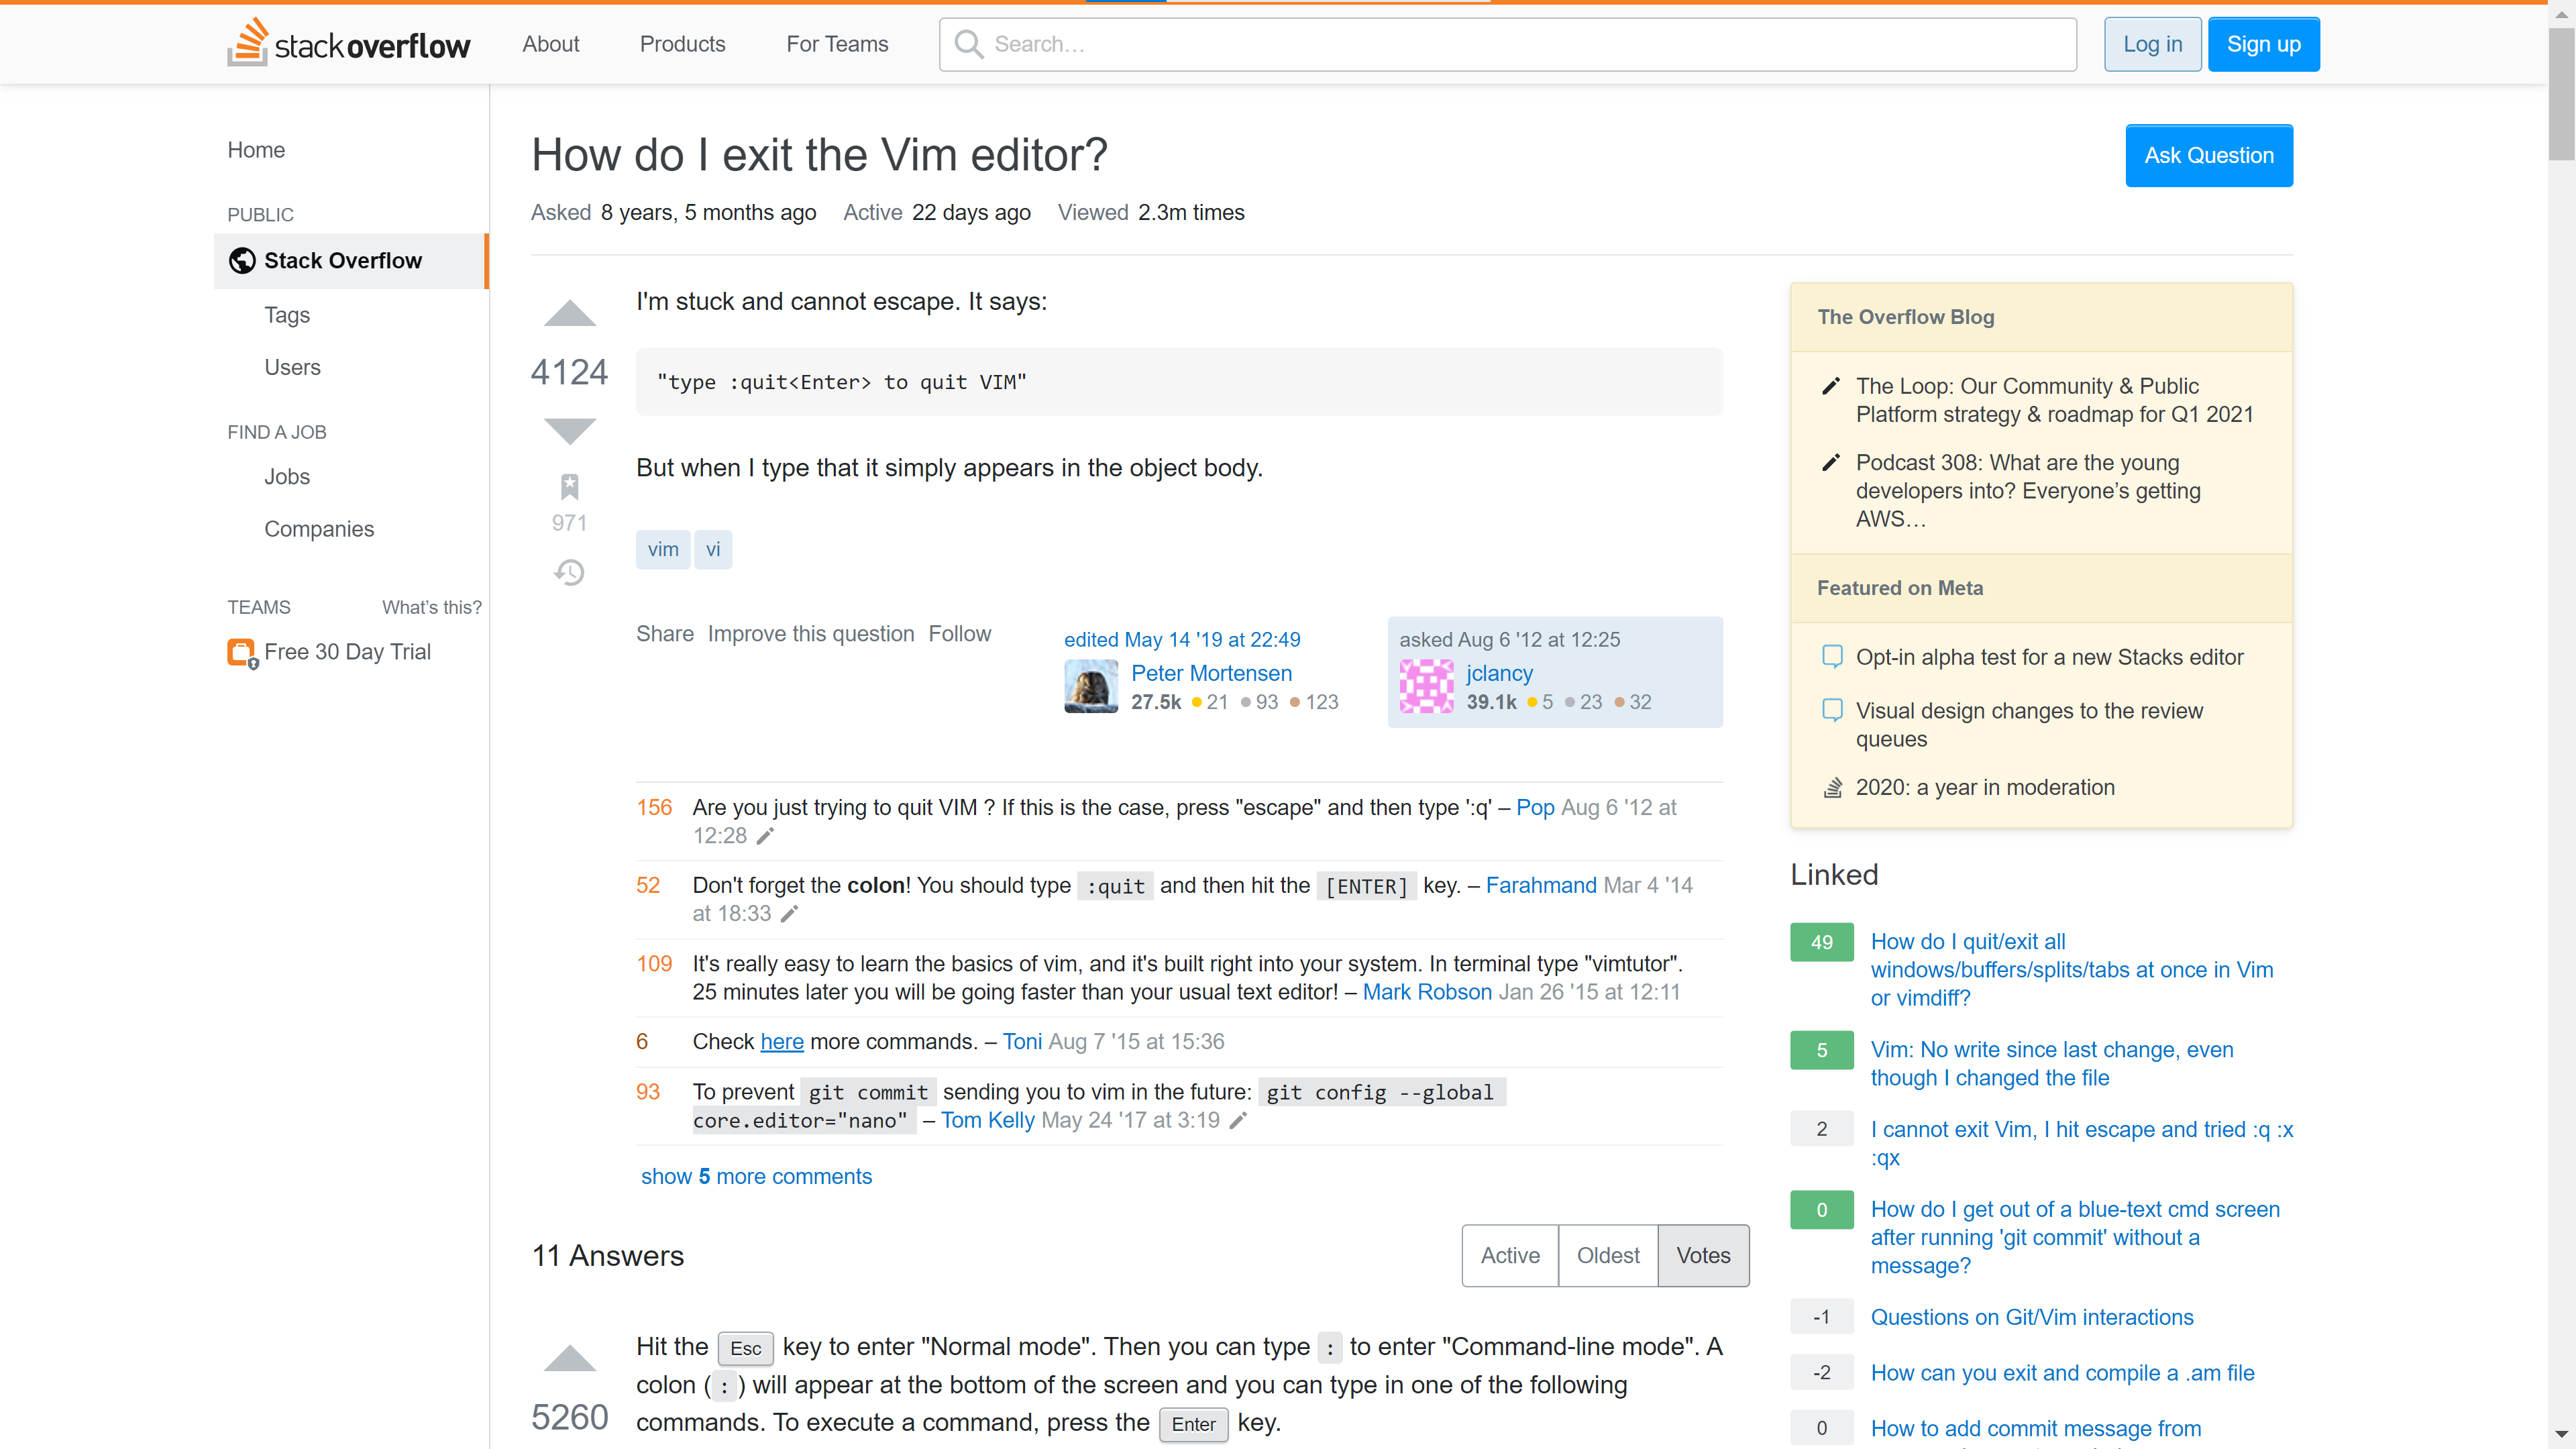 stackoverflow
About
Products
For Teams
Search…
Log in
Sign up
Home
PUBLIC
Stack Overflow
Tags
Users
FIND A JOB
Jobs
Companies
TEAMS
What's this?
Free 30 Day Trial
How do I exit the Vim editor?
Ask Question
Asked 8 years, 5 months ago Active 22 days ago Viewed 2.3m times
I'm stuck and cannot escape. It says:
4124
"type :quit<Enter> to quit VIM"
But when I type that it simply appears in the object body.
971
vim
vi
Share Improve this question Follow
edited May 14 '19 at 22:49
Peter Mortensen
27.5k 21 93 123
asked Aug 6 '12 at 12:25
jclancy
39.1k 5 23 32
156 Are you just trying to quit VIM ? If this is the case, press "escape" and then type ':q' – Pop Aug 6 '12 at
12:28
52 Don't forget the colon! You should type :quit and then hit the [ENTER] key. – Farahmand Mar 4 '14
at 18:33
109 It's really easy to learn the basics of vim, and it's built right into your system. In terminal type "vimtutor".
25 minutes later you will be going faster than your usual text editor! – Mark Robson Jan 26 '15 at 12:11
6 Check here more commands. – Toni Aug 7 '15 at 15:36
93 To prevent git commit sending you to vim in the future: git config --global
core.editor="nano" – Tom Kelly May 24 '17 at 3:19
show 5 more comments
11 Answers
Active
Oldest
Votes
Hit the Esc key to enter "Normal mode". Then you can type : to enter "Command-line mode". A
colon (:) will appear at the bottom of the screen and you can type in one of the following
commands. To execute a command, press the Enter key.
5260
The Overflow Blog
The Loop: Our Community & Public
Platform strategy & roadmap for Q1 2021
Podcast 308: What are the young
developers into? Everyone’s getting
AWS…
Featured on Meta
Opt-in alpha test for a new Stacks editor
Visual design changes to the review
queues
2020: a year in moderation
Linked
49 How do I quit/exit all
windows/buffers/splits/tabs at once in Vim
or vimdiff?
5 Vim: No write since last change, even
though I changed the file
2 I cannot exit Vim, I hit escape and tried :q :x
:qx
0 How do I get out of a blue-text cmd screen
after running 'git commit' without a
message?
-1 Questions on Git/Vim interactions
-2 How can you exit and compile a .am file
0 How to add commit message from